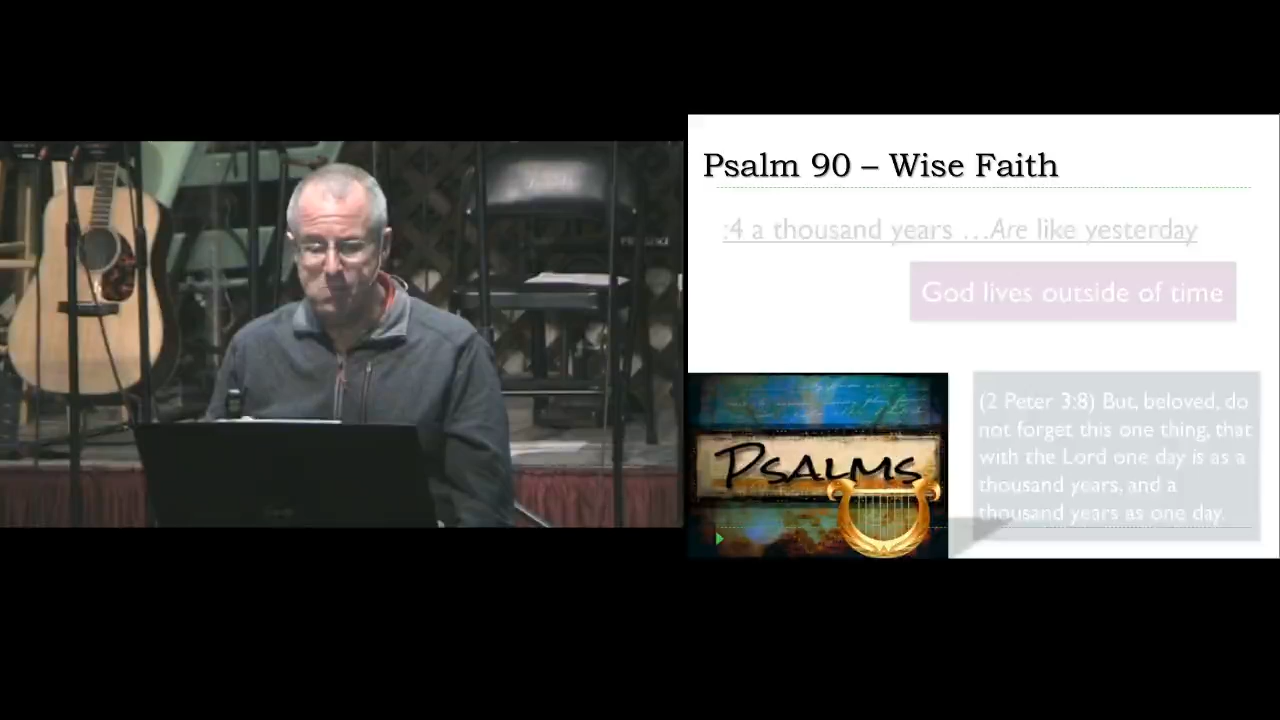 Psalm 90 – Wise Faith
:4 a thousand years …Are like yesterday
God lives outside of time
PSALMS
(2 Peter 3:8) But, beloved, do
not forget this one thing, that
with the Lord one day is as a
thousand years, and a
thousand years as one day.